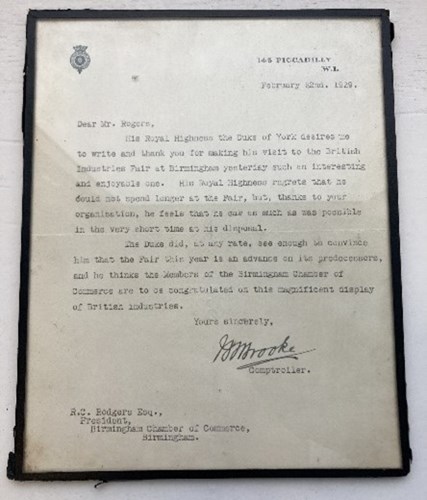 145 PICCADILLY
W.1.
February 22nd. 1929.
Dear Mr. Rogers,
His Royal Highness the Duke of York desires me
to write and thank you for making his visit to the British
Industries Fair at Birmingham yesterday such an interesting
and enjoyable one. His Royal Highness regrets that he
could not spend longer at the Fair, but, thanks to your
organisation, he feels that he saw as much as was possible
in the very short time at his disposal.
The Duke did, at any rate, see enough to convince
him that the Fair this year is an advance on its predecessors,
and he thinks the Members of the Birmingham Chamber of
Commerce are to be congratulated on this magnificent display
of British Industries.
Yours sincerely,
Brooke
Comptroller.
R.C. Rodgers Esq.,
President,
Birmingham Chamber of Commerce,
Birmingham.